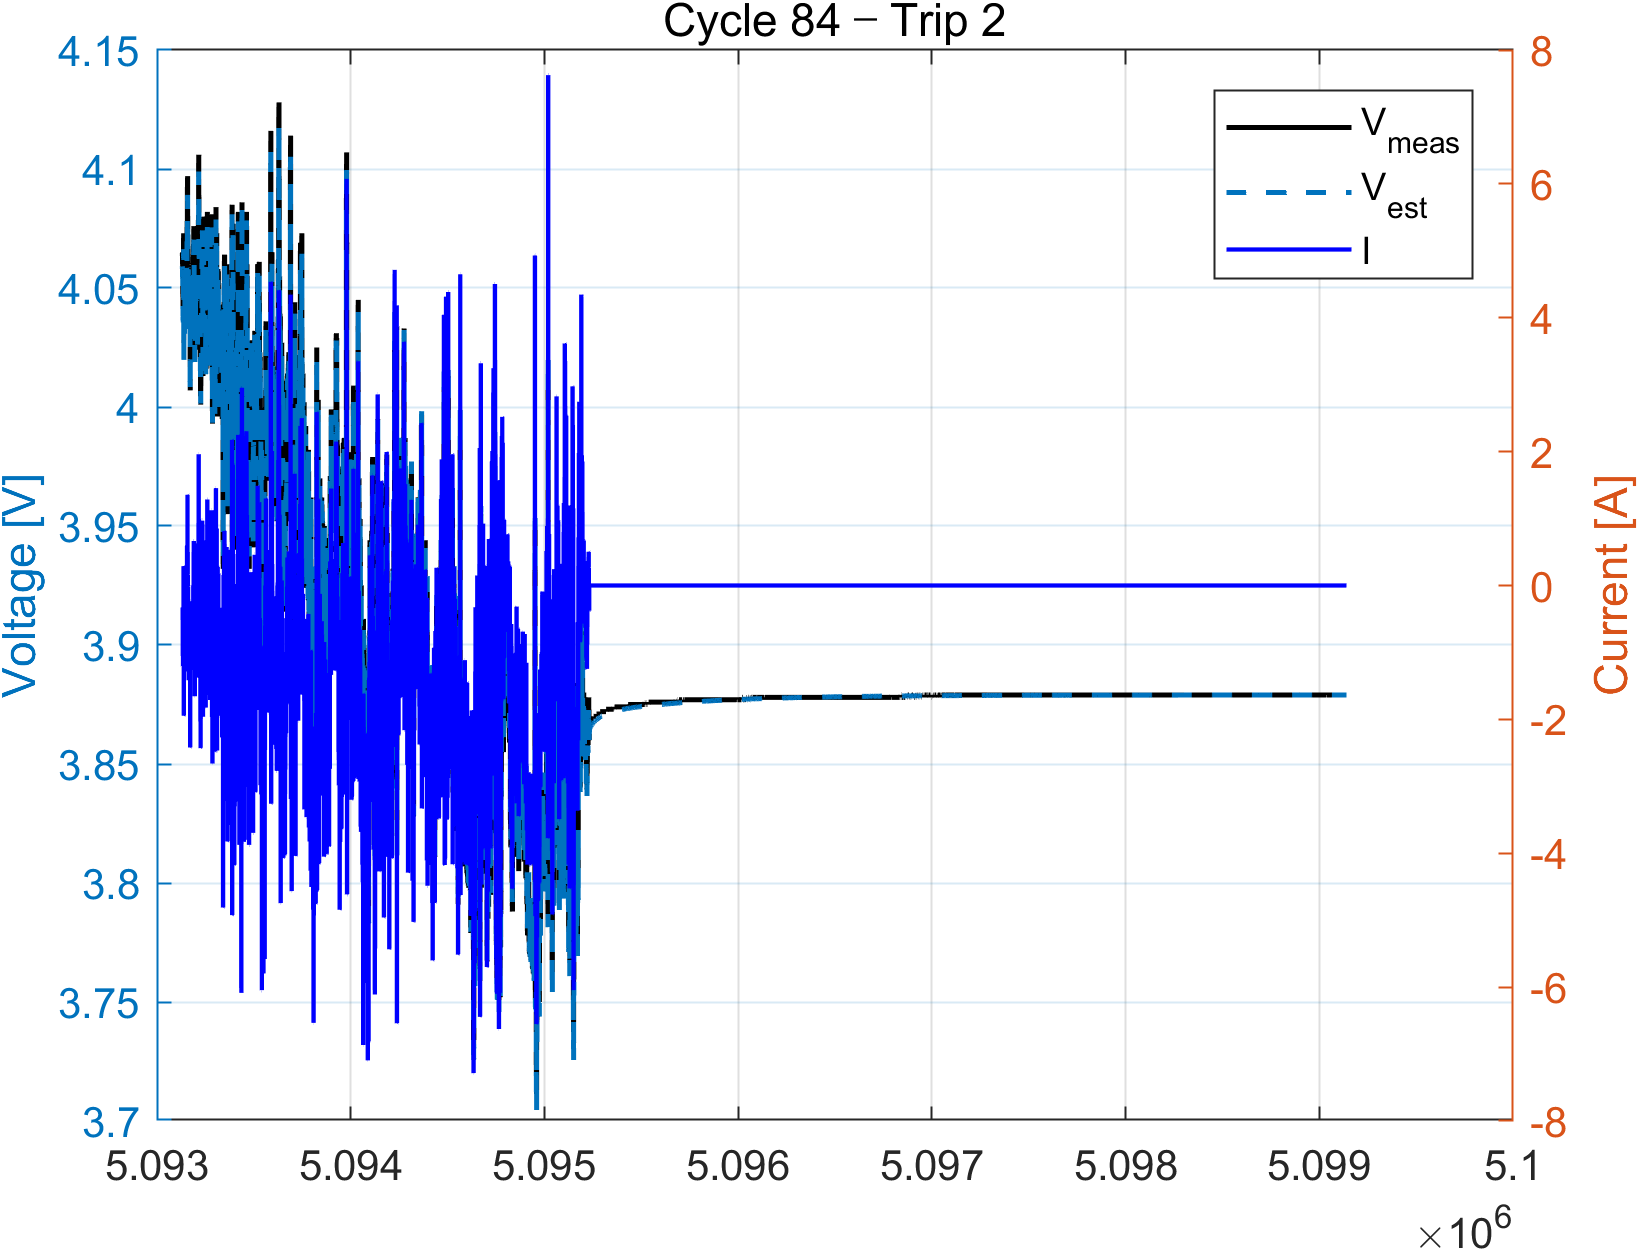 Cycle 84 − Trip 2
4.15
4.1
4.05
4
3.95
3.9
3.85
3.8
3.75
3.7
Voltage [V]
8
6
4
2
0
-2
-4
-6
-8
Current [A]
Vmeas
Vest
I
5.093 5.094 5.095 5.096 5.097 5.098 5.099 5.1
×10^6